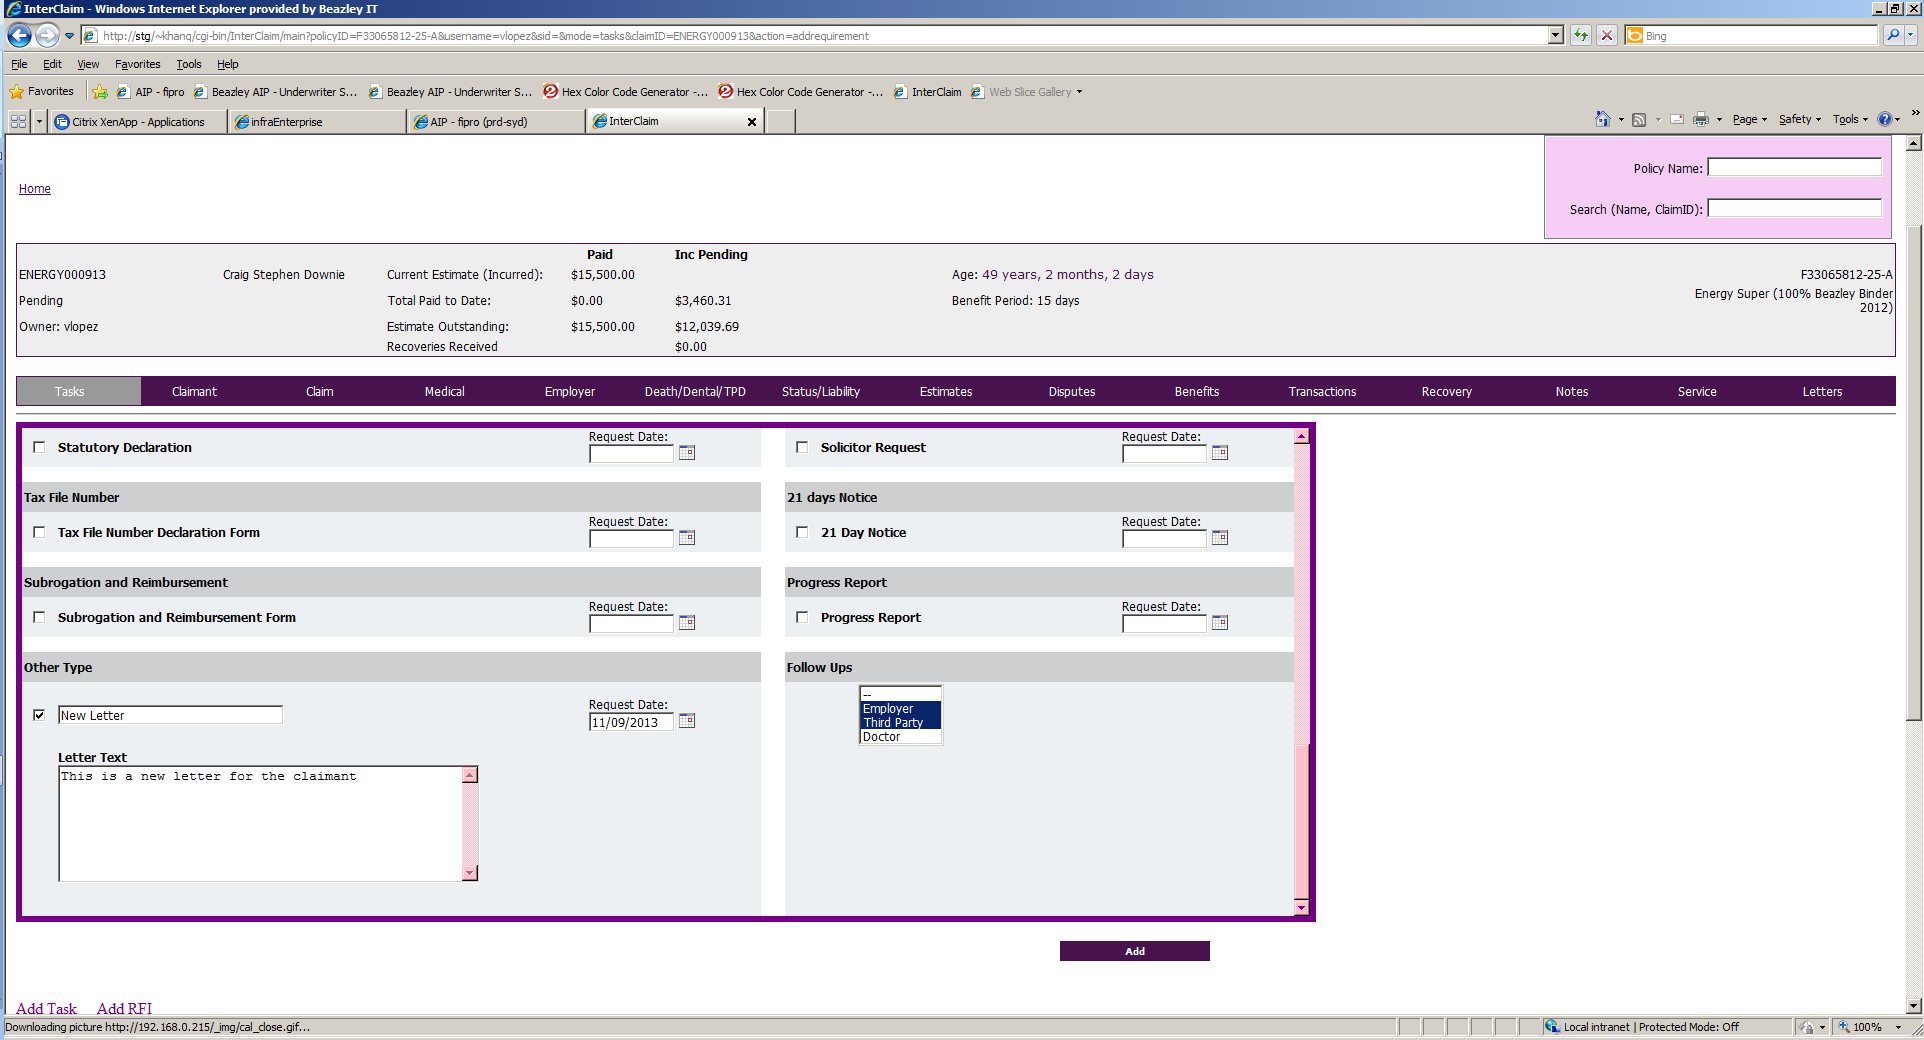 InterClaim - Windows Internet Explorer provided by Beazley IT
http://stg/~khanq/cgi-bin/InterClaim/main?policyID=F33065812-25-A&username=vlopez&sid=&mode=tasks&claimID=ENERGY000913&action=addrequirement
Bing
File Edit View Favorites Tools Help
Favorites AIP - fipro Beazley AIP - Underwriter S... Beazley AIP - Underwriter S... Hex Color Code Generator -... Hex Color Code Generator -... InterClaim Web Slice Gallery
Citrix XenApp - Applications infraEnterprise AIP - fipro (prd-syd) InterClaim Page Safety Tools
Policy Name:
Home
Search (Name, ClaimID):
Paid Inc Pending
ENERGY000913 Craig Stephen Downie Current Estimate (Incurred): $15,500.00 Age: 49 years, 2 months, 2 days F33065812-25-A
Pending Total Paid to Date: $0.00 $3,460.31 Benefit Period: 15 days Energy Super (100% Beazley Binder
2012)
Owner: vlopez Estimate Outstanding: $15,500.00 $12,039.69
Recoveries Received $0.00
Tasks Claimant Claim Medical Employer Death/Dental/TPD Status/Liability Estimates Disputes Benefits Transactions Recovery Notes Service Letters
Request Date: Request Date:
Statutory Declaration Solicitor Request
Tax File Number 21 days Notice
Request Date: Request Date:
Tax File Number Declaration Form 21 Day Notice
Subrogation and Reimbursement Progress Report
Request Date: Request Date:
Subrogation and Reimbursement Form Progress Report
Other Type Follow Ups
--
Request Date: Employer
New Letter 11/09/2013 Third Party
Doctor
Letter Text
This is a new letter for the claimant
Add
Add Task Add RFI
Downloading picture http://192.168.0.215/_img/cal_close.gif... Local intranet | Protected Mode: Off 100%